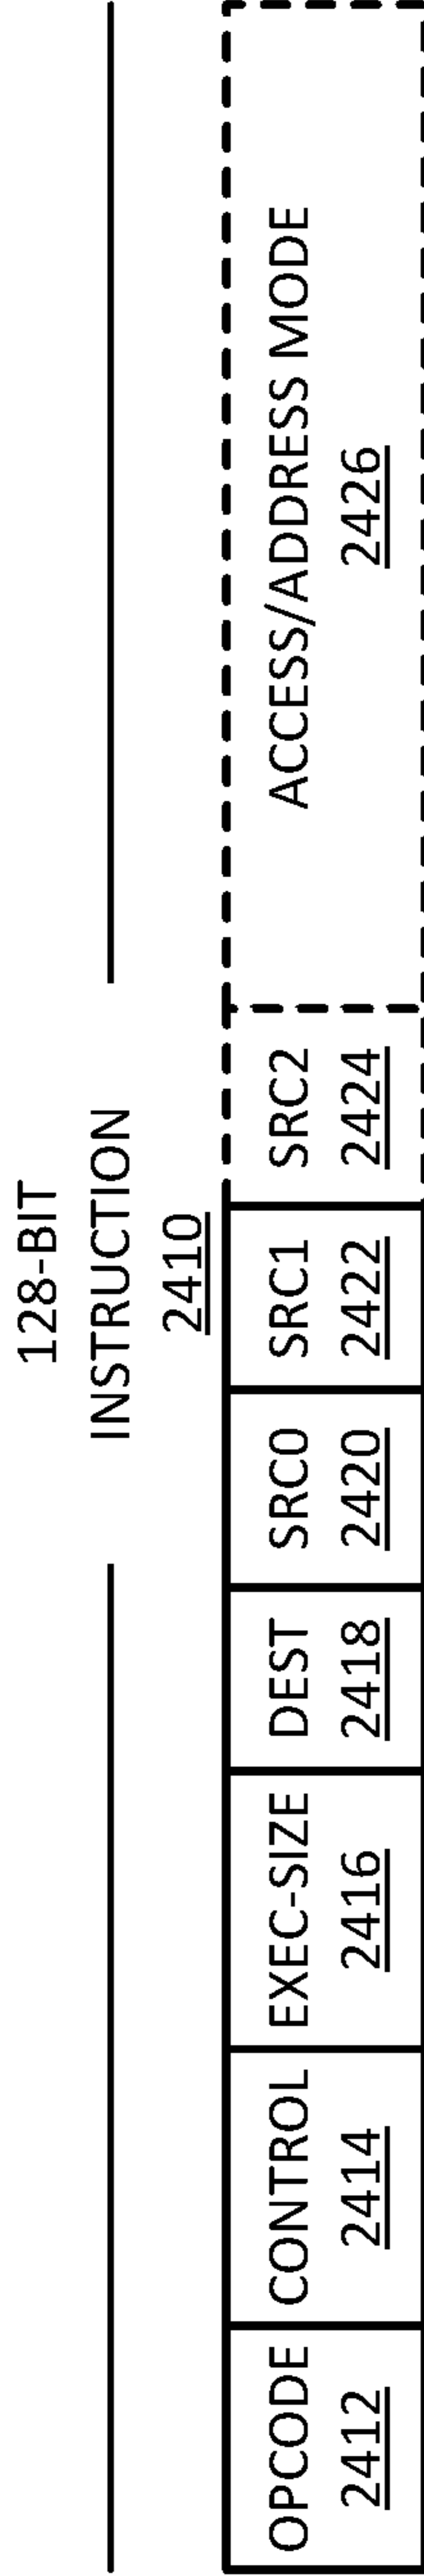 128-BIT
INSTRUCTION
2410
OPCODE
2412
CONTROL
2414
EXEC-SIZE
2416
DEST
2418
SRC0
2420
SRC1
2422
SRC2
2424
ACCESS/ADDRESS MODE
2426